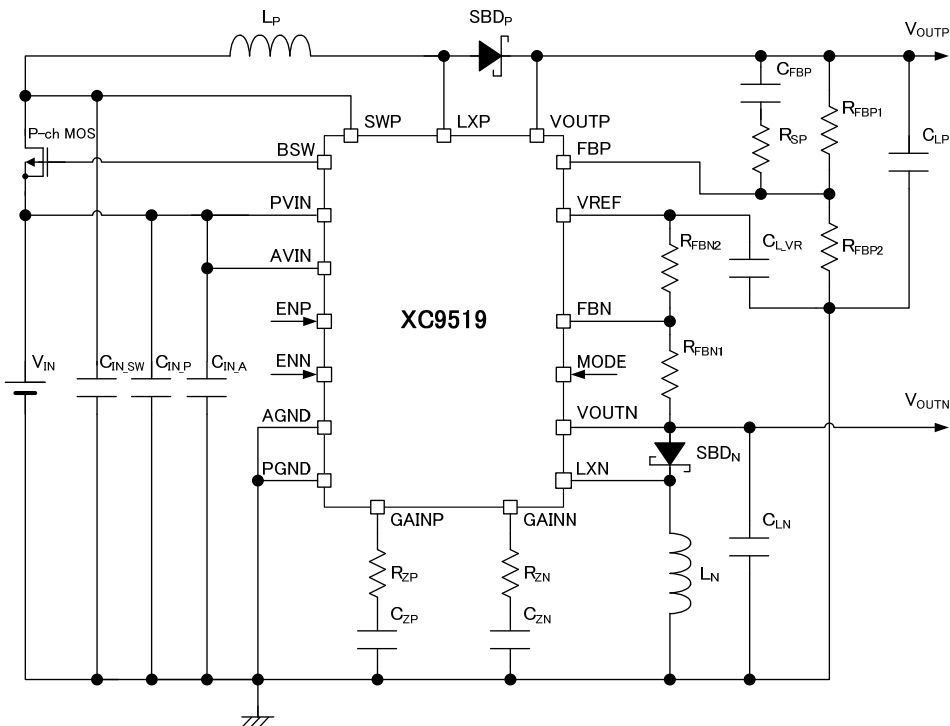 LP
SBDP
VOUTP
CFBP
RFBP1
P-ch MOS
SWP
LXP
VOUTP
RSP
CLP
BSW
FBP
PVIN
VREF
RFBN2
CL_VR
RFBP2
AVIN
XC9519
ENP
FBN
RFBN1
VIN
CIN_SW
CIN_P
CIN_A
ENN
MODE
AGND
VOUTN
VOUTN
SBDN
PGND
LXN
GAINP
GAINN
CLN
RZP
RZN
LN
CZP
CZN